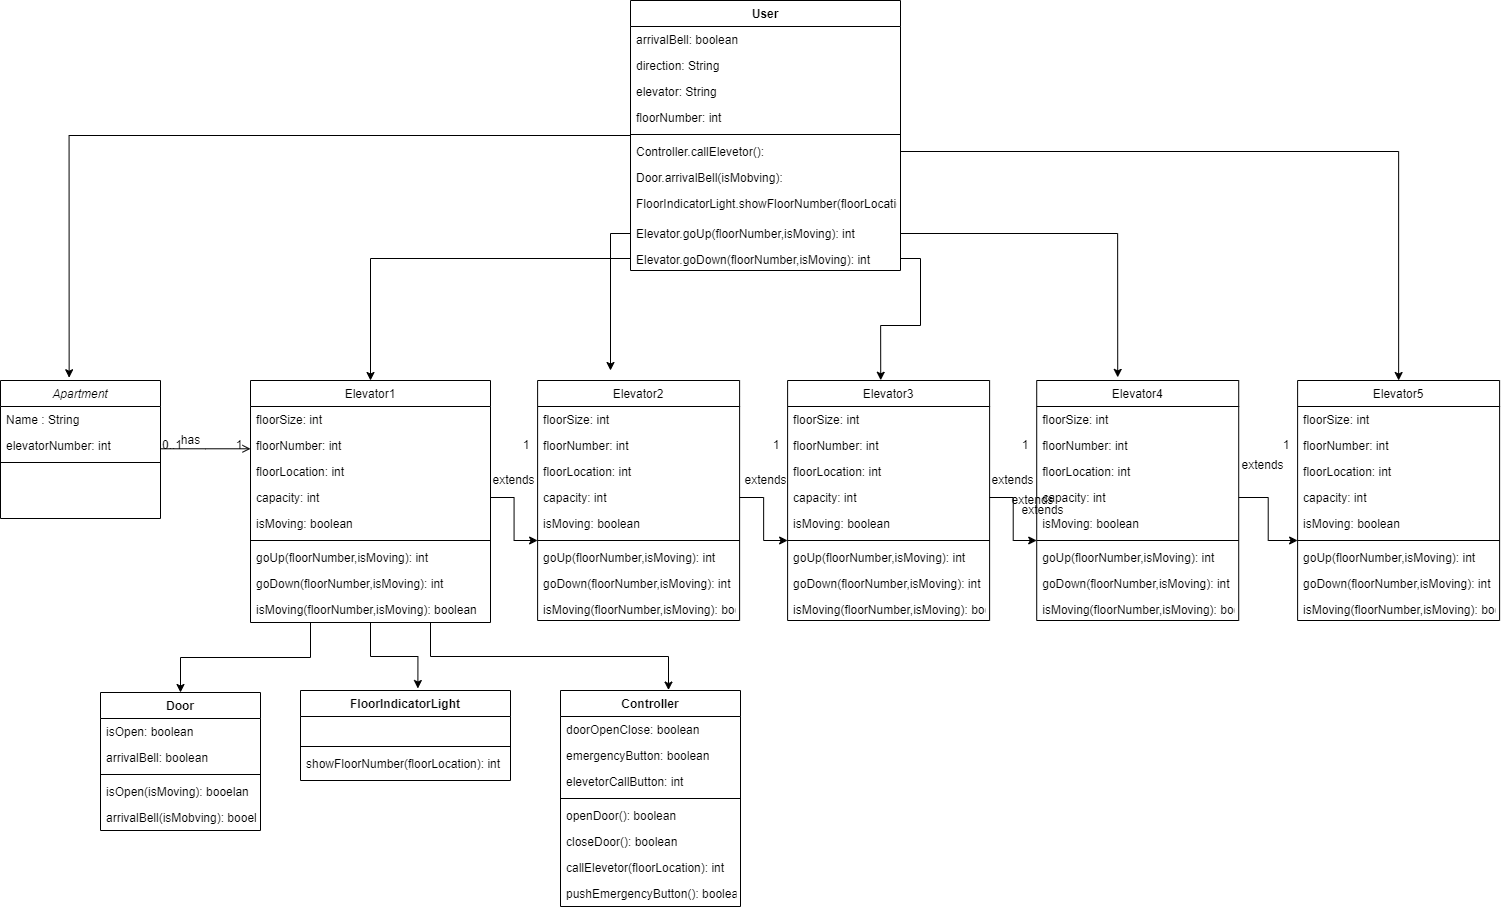 User
arrivalBell: boolean
direction: String
elevator: String
floorNumber: int
Controller.callElevetor():
Door.arrivalBell(isMobving):
FloorIndicatorLight.showFloorNumber(floorLocati
Elevator.goUp(floorNumber,isMoving): int
Elevator.goDown(floorNumber,isMoving): int
Apartment
Name : String
elevatorNumber: int
0..1
has
1
Elevator1
floorSize: int
floorNumber: int
floorLocation: int
capacity: int
isMoving: boolean
goUp(floorNumber,isMoving): int
goDown(floorNumber,isMoving): int
isMoving(floorNumber,isMoving): boolean
1
extends
Elevator2
floorSize: int
floorNumber: int
floorLocation: int
capacity: int
isMoving: boolean
goUp(floorNumber,isMoving): int
goDown(floorNumber,isMoving): int
isMoving(floorNumber,isMoving): bo
1
extends
Elevator3
floorSize: int
floorNumber: int
floorLocation: int
capacity: int
isMoving: boolean
goUp(floorNumber,isMoving): int
goDown(floorNumber,isMoving): int
isMoving(floorNumber,isMoving): bo
1
extends
extends
extends
Elevator4
floorSize: int
floorNumber: int
floorLocation: int
capacity: int
isMoving: boolean
goUp(floorNumber,isMoving): int
goDown(floorNumber,isMoving): int
isMoving(floorNumber,isMoving): bo
1
extends
Elevator5
floorSize: int
floorNumber: int
floorLocation: int
capacity: int
isMoving: boolean
goUp(floorNumber,isMoving): int
goDown(floorNumber,isMoving): int
isMoving(floorNumber,isMoving): bo
Door
isOpen: boolean
arrivalBell: boolean
isOpen(isMoving): booelan
arrivalBell(isMobving): booel
FloorIndicatorLight
showFloorNumber(floorLocation): int
Controller
doorOpenClose: boolean
emergencyButton: boolean
elevetorCallButton: int
openDoor(): boolean
closeDoor(): boolean
callElevetor(floorLocation): int
pushEmergencyButton(): boolea